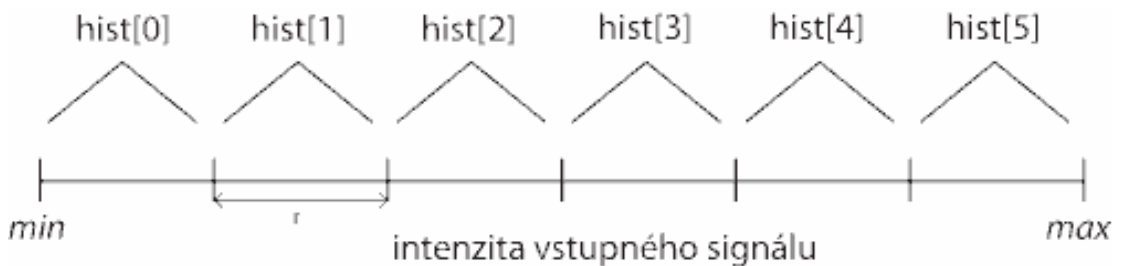 hist[0] hist[1] hist[2] hist[3] hist[4] hist[5]
r
min max
intenzita vstupného signálu